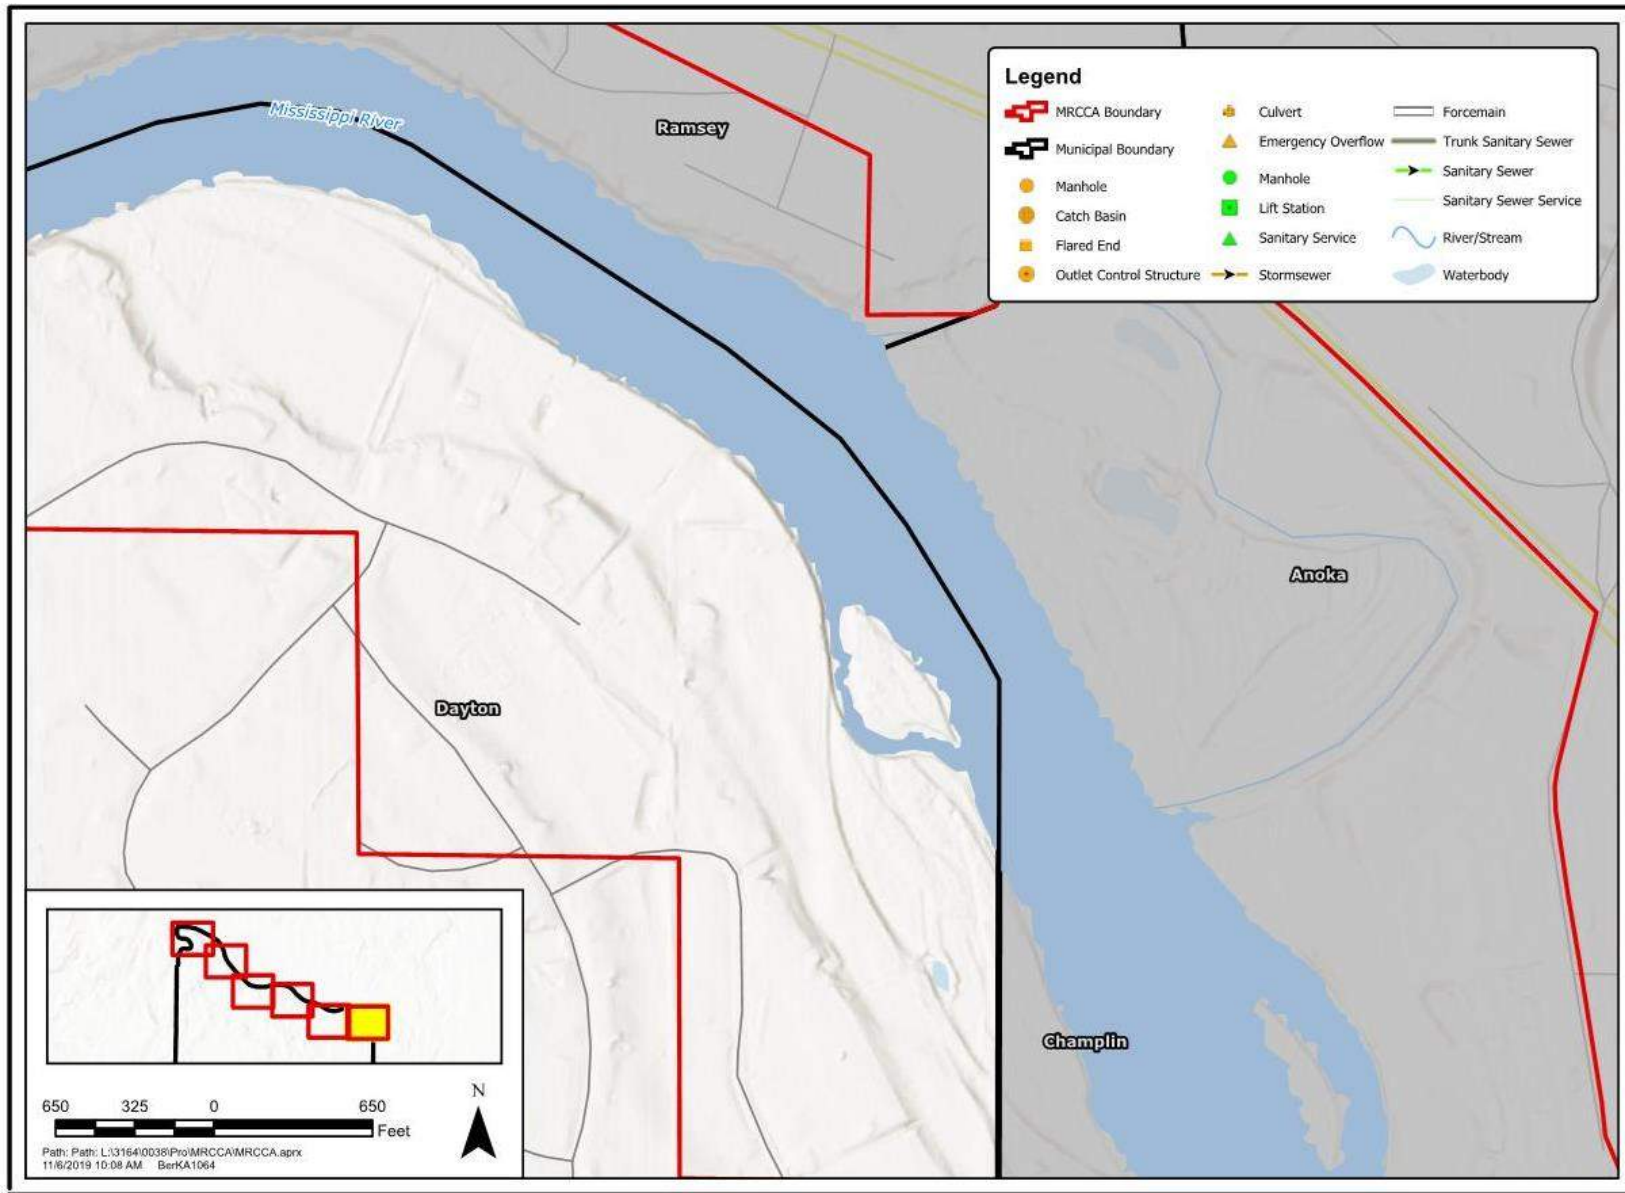 Mississippi River
Ramsey
Legend
MRCCA Boundary
Municipal Boundary
Manhole
Catch Basin
Flared End
Outlet Control Structure
Culvert
Emergency Overflow
Manhole
Lift Station
Sanitary Service
Stormsewer
Forcemain
Trunk Sanitary Sewer
Sanitary Sewer
Sanitary Sewer Service
River/Stream
Waterbody
Anoka
Dayton
Champlin
N
650 325 0 650
Feet
Path: Path: L:\3164\0038\Pro\MRCCA\MRCCA.aprx
11/6/2019 10:08 AM BerKA1064